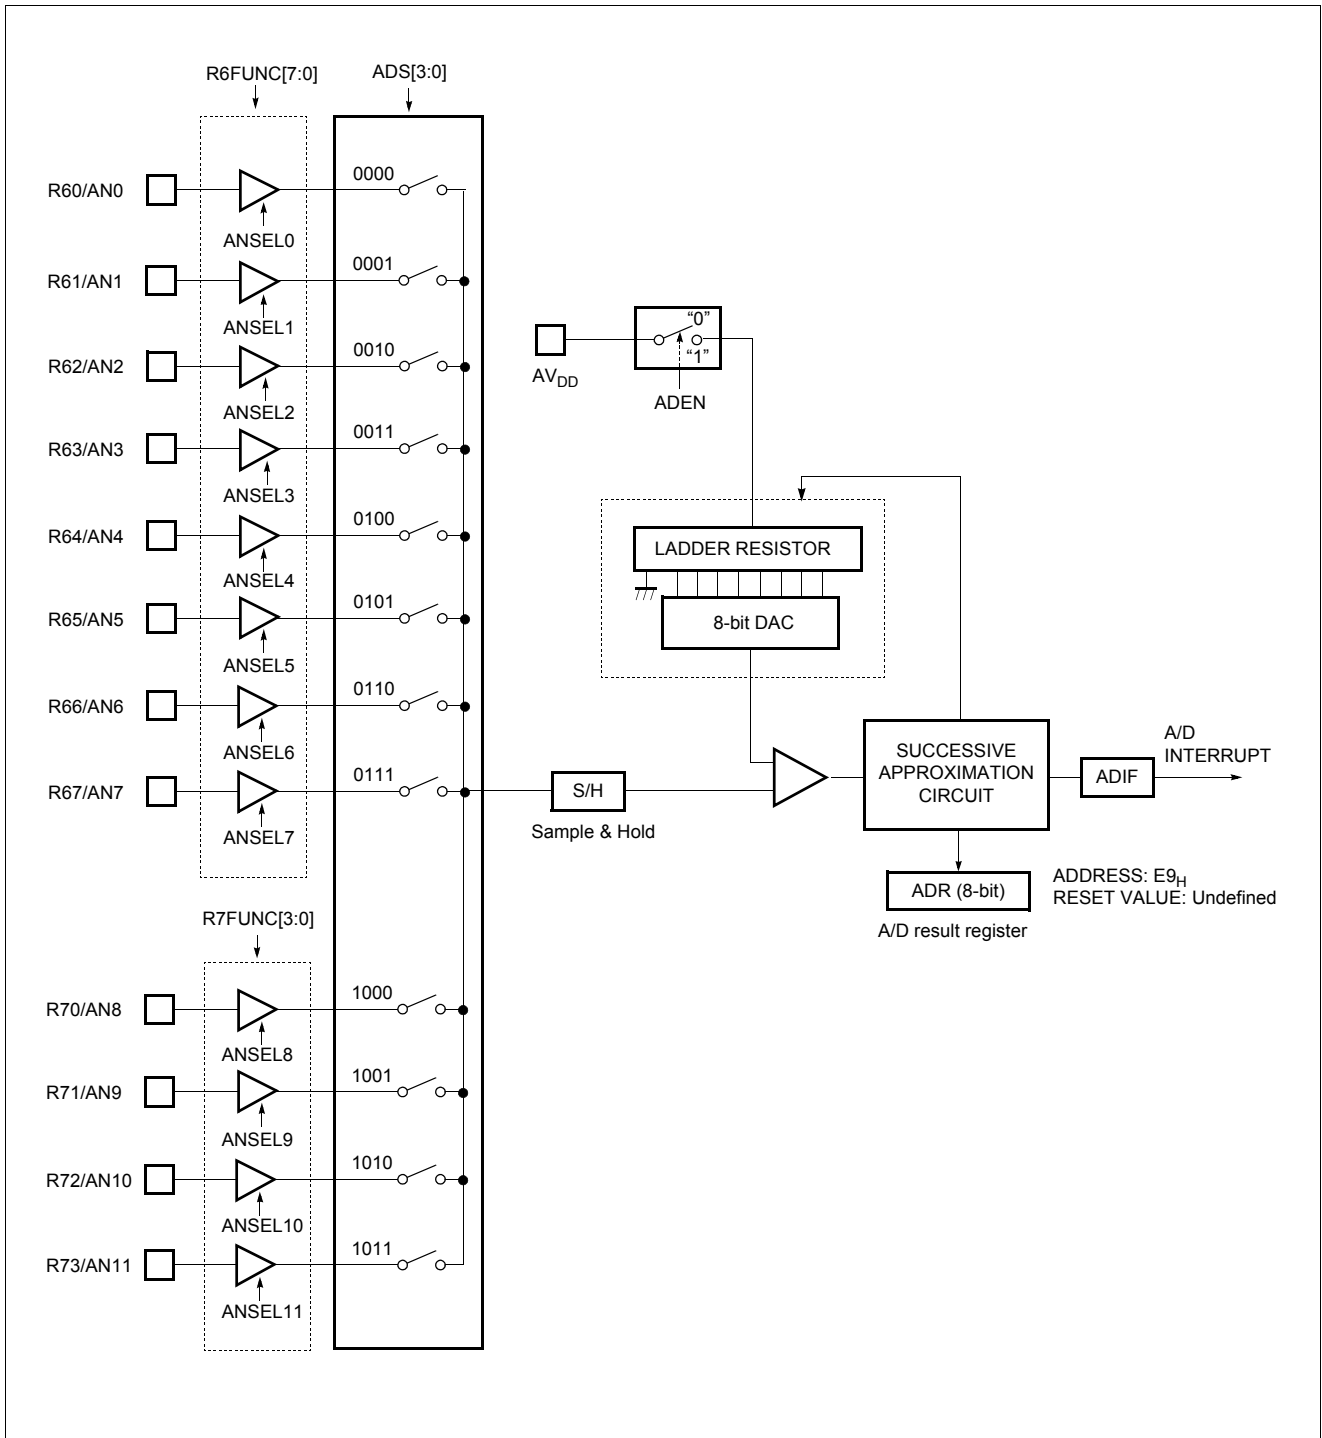 R6FUNC[7:0]
ADS[3:0]
R60/AN0
0000
ANSEL0
R61/AN1
0001
ANSEL1
R62/AN2
0010
ANSEL2
R63/AN3
0011
ANSEL3
R64/AN4
0100
ANSEL4
R65/AN5
0101
ANSEL5
R66/AN6
0110
ANSEL6
R67/AN7
0111
ANSEL7
R7FUNC[3:0]
R70/AN8
1000
ANSEL8
R71/AN9
1001
ANSEL9
R72/AN10
1010
ANSEL10
R73/AN11
1011
ANSEL11
AVDD
“0”
“1”
ADEN
LADDER RESISTOR
8-bit DAC
S/H
Sample & Hold
SUCCESSIVE
APPROXIMATION
CIRCUIT
ADIF
A/D
INTERRUPT
ADR (8-bit)
A/D result register
ADDRESS: E9H
RESET VALUE: Undefined